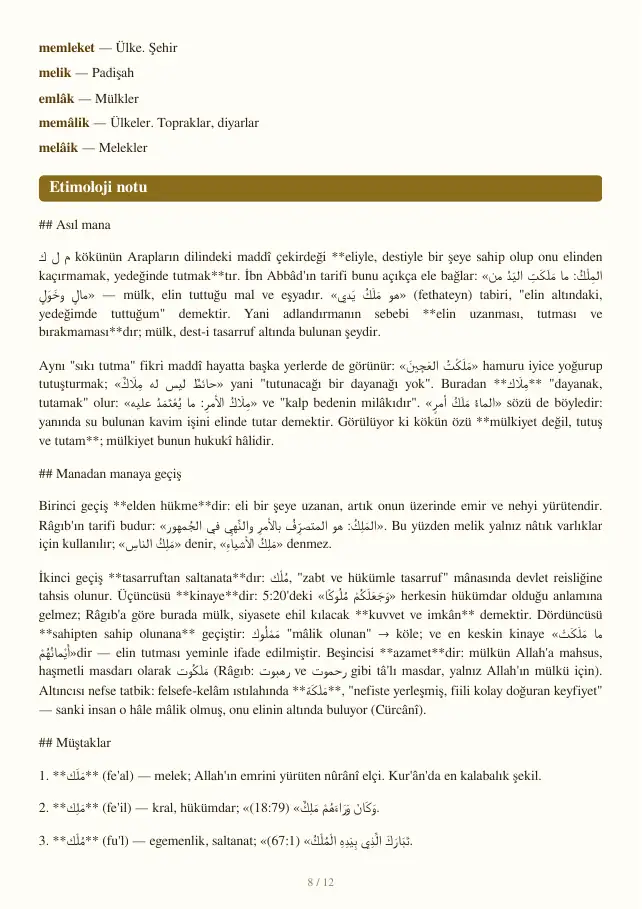 memleket — Ülke. Şehir
melik — Padişah
emlâk — Mülkler
memâlik — Ülkeler. Topraklar, diyarlar
melâik — Melekler
Etimoloji notu
## Asıl mana
م ل ك kökünün Arapların dilindeki maddî çekirdeği **eliyle, destiyle bir şeye sahip olup onu elinden
kaçırmamak, yedeğinde tutmak**tır. İbn Abbâd'ın tarifi bunu açıkça ele bağlar: «المِلْكُ: ما مَلَكَتِ اليَدُ من
مالٍ وخَوَلٍ» — mülk, elin tuttuğu mal ve eşyadır. «هو مَلَكُ يَدي» (fethateyn) tabiri, "elin altındaki,
yedeğimde tuttuğum" demektir. Yani adlandırmanın sebebi **elin uzanması, tutması ve
bırakmaması**dır; mülk, dest-i tasarruf altında bulunan şeydir.
Aynı "sıkı tutma" fikri maddî hayatta başka yerlerde de görünür: «مَلَكْتُ العَجِينَ» hamuru iyice yoğurup
tutuşturmak; «حائطٌ ليس له مِلَاكٌ» yani "tutunacağı bir dayanağı yok". Buradan **مِلَاك** "dayanak,
tutamak" olur: «مِلَاكُ الأمرِ: ما يُعْتَمَدُ عليه» ve "kalp bedenin milâkıdır". «الماءُ مَلَكُ أمرٍ» sözü de böyledir:
yanında su bulunan kavim işini elinde tutar demektir. Görülüyor ki kökün özü **mülkiyet değil, tutuş
ve tutam**; mülkiyet bunun hukukî hâlidir.
## Manadan manaya geçiş
Birinci geçiş **elden hükme**dir: eli bir şeye uzanan, artık onun üzerinde emir ve nehyi yürütendir.
Râgıb'ın tarifi budur: «المَلِكُ: هو المتصرِّفُ بالأمرِ والنَّهْيِ في الجُمهورِ». Bu yüzden melik yalnız nâtık varlıklar
için kullanılır; «مَلِكُ الناسِ» denir, «مَلِكُ الأشياءِ» denmez.
İkinci geçiş **tasarruftan saltanata**dır: مُلْك, "zabt ve hükümle tasarruf" mânasında devlet reisliğine
tahsis olunur. Üçüncüsü **kinaye**dir: 5:20'deki «وَجَعَلَكُمْ مُلُوكًا» herkesin hükümdar olduğu anlamına
gelmez; Râgıb'a göre burada mülk, siyasete ehil kılacak **kuvvet ve imkân** demektir. Dördüncüsü
**sahipten sahip olunana** geçiştir: مَمْلُوك "mâlik olunan" → köle; ve en keskin kinaye «ما مَلَكَتْ
أَيْمَانُهُمْ»dir — elin tutması yeminle ifade edilmiştir. Beşincisi **azamet**dir: mülkün Allah'a mahsus,
haşmetli masdarı olarak مَلَكُوت (Râgıb: رحموت ve رهبوت gibi tâ'lı masdar, yalnız Allah'ın mülkü için).
Altıncısı nefse tatbik: felsefe-kelâm ıstılahında **مَلَكَة**, "nefiste yerleşmiş, fiili kolay doğuran keyfiyet"
— sanki insan o hâle mâlik olmuş, onu elinin altında buluyor (Cürcânî).
## Müştaklar
1. **مَلَك** (fe'al) — melek; Allah'ın emrini yürüten nûrânî elçi. Kur'ân'da en kalabalık şekil.
2. **مَلِك** (fe'il) — kral, hükümdar; «وَكَانَ وَرَاءَهُمْ مَلِكٌ» (18:79).
3. **مُلْك** (fu'l) — egemenlik, saltanat; «تَبَارَكَ الَّذِي بِيَدِهِ الْمُلْكُ» (67:1).
8 / 12